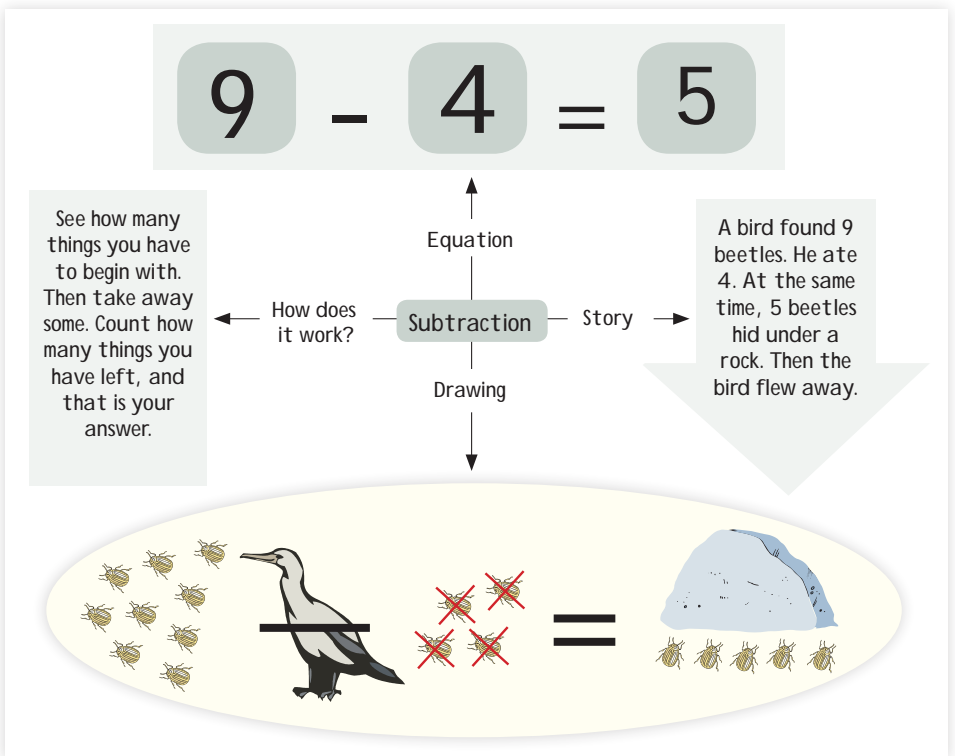 9 - 4 = 5
Equation
See how many
things you have
to begin with.
Then take away
some. Count how
many things you
have left, and
that is your
answer.
How does
it work?
Subtraction
Story
A bird found 9
beetles. He ate
4. At the same
time, 5 beetles
hid under a
rock. Then the
bird flew away.
Drawing